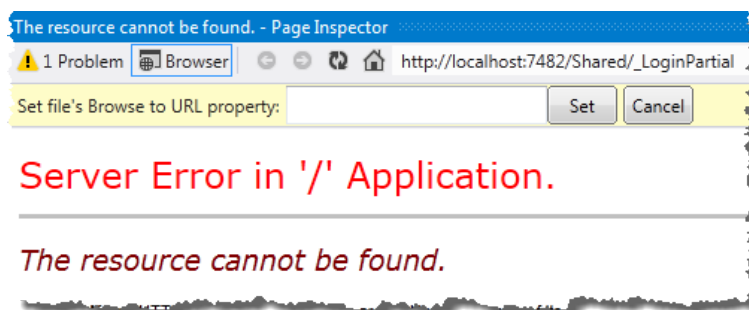 The resource cannot be found. - Page Inspector
1 Problem Browser http://localhost:7482/Shared/_LoginPartial
Set file's Browse to URL property: Set Cancel
Server Error in '/' Application.
The resource cannot be found.